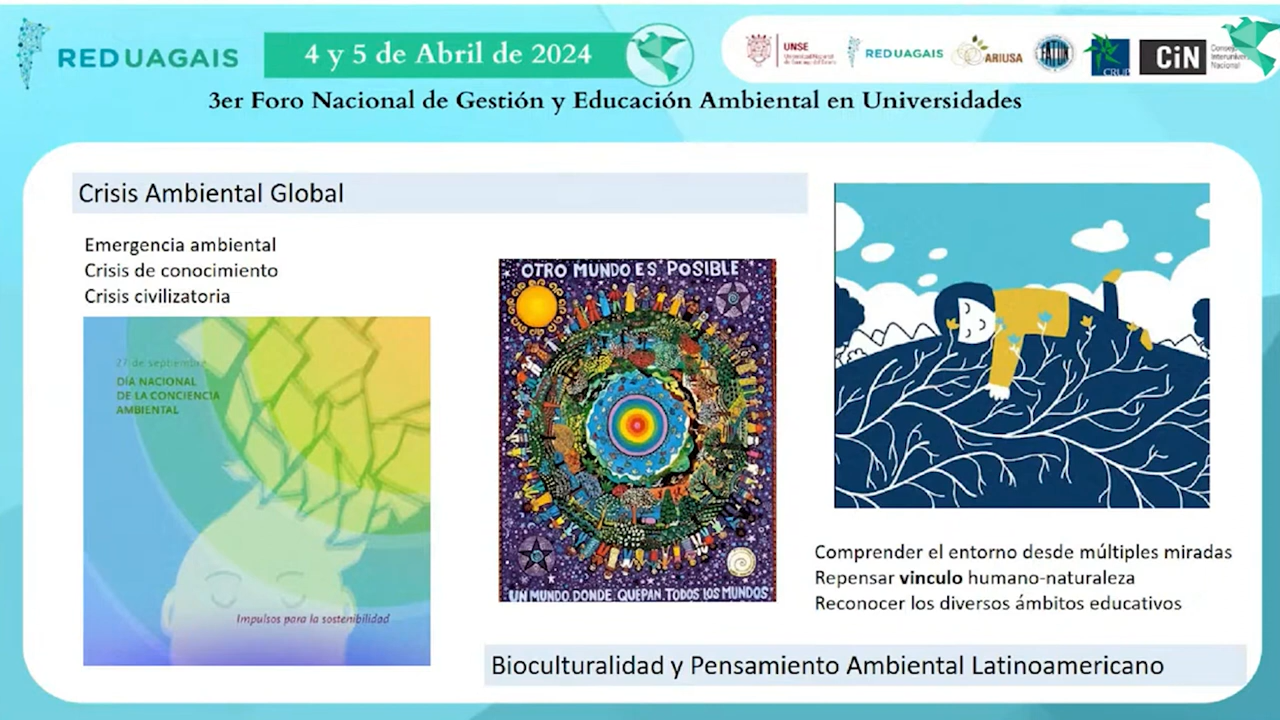 REDUAGAIS
4 y 5 de Abril de 2024
UNSE
REDUAGAIS
ARIUSA
CRUP
CiN
3er Foro Nacional de Gestión y Educación Ambiental en Universidades
Crisis Ambiental Global
Emergencia ambiental
Crisis de conocimiento
Crisis civilizatoria
27 de septiembre
DÍA NACIONAL
DE LA CONCIENCIA
AMBIENTAL
Impulsos para la sostenibilidad
OTRO MUNDO ES POSIBLE
UN MUNDO DONDE QUEPAN TODOS LOS MUNDOS
Comprender el entorno desde múltiples miradas
Repensar vinculo humano-naturaleza
Reconocer los diversos ámbitos educativos
Bioculturalidad y Pensamiento Ambiental Latinoamericano